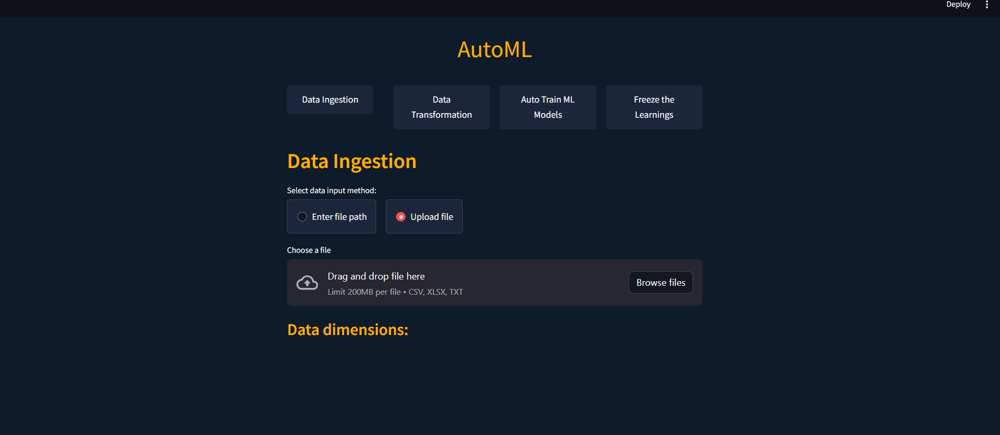 Deploy
AutoML
Data Ingestion
Data
Transformation
Auto Train ML
Models
Freeze the
Learnings
Data Ingestion
Select data input method:
Enter file path
Upload file
Choose a file
Drag and drop file here
Limit 200MB per file • CSV, XLSX, TXT
Browse files
Data dimensions: